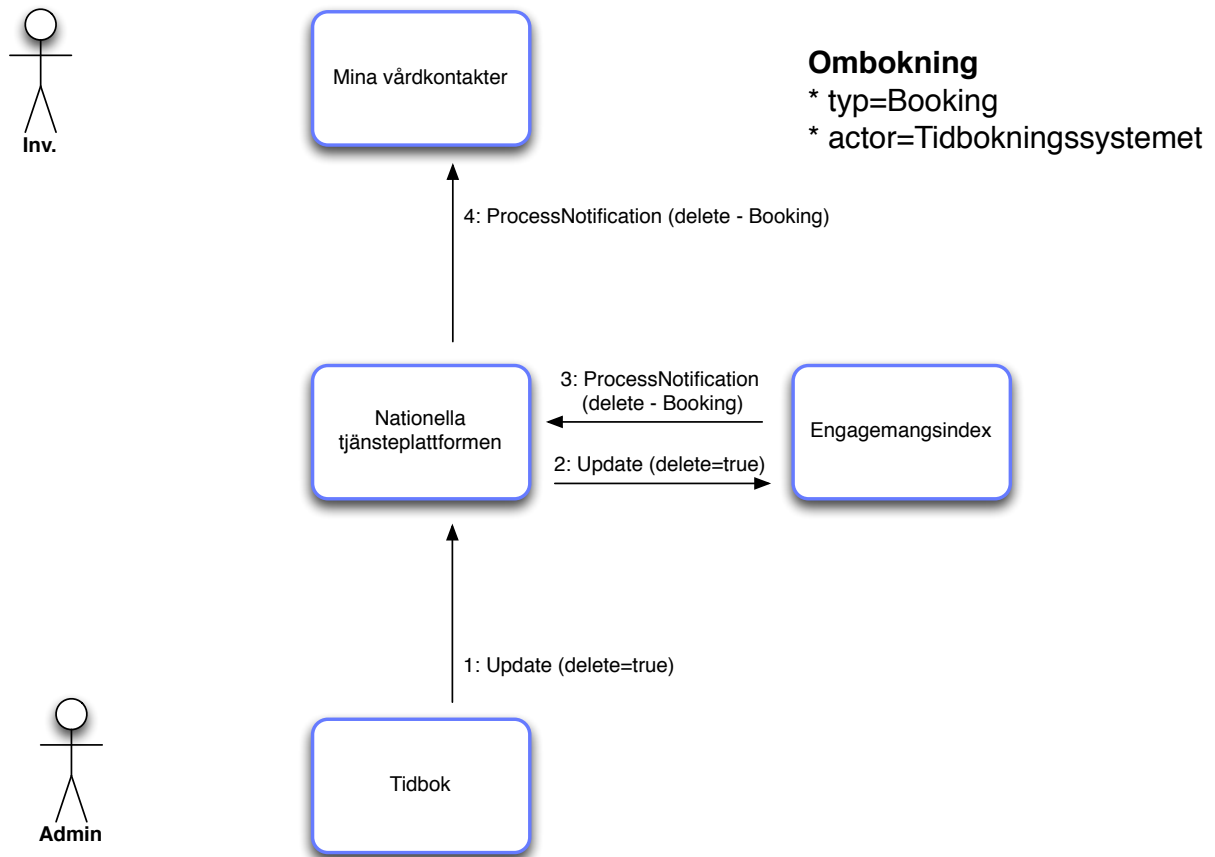 Inv.
Mina vårdkontakter
Ombokning
* typ=Booking
* actor=Tidbokningssystemet
4: ProcessNotification (delete - Booking)
Nationella
tjänsteplattformen
3: ProcessNotification
(delete - Booking)
2: Update (delete=true)
Engagemangsindex
1: Update (delete=true)
Admin
Tidbok